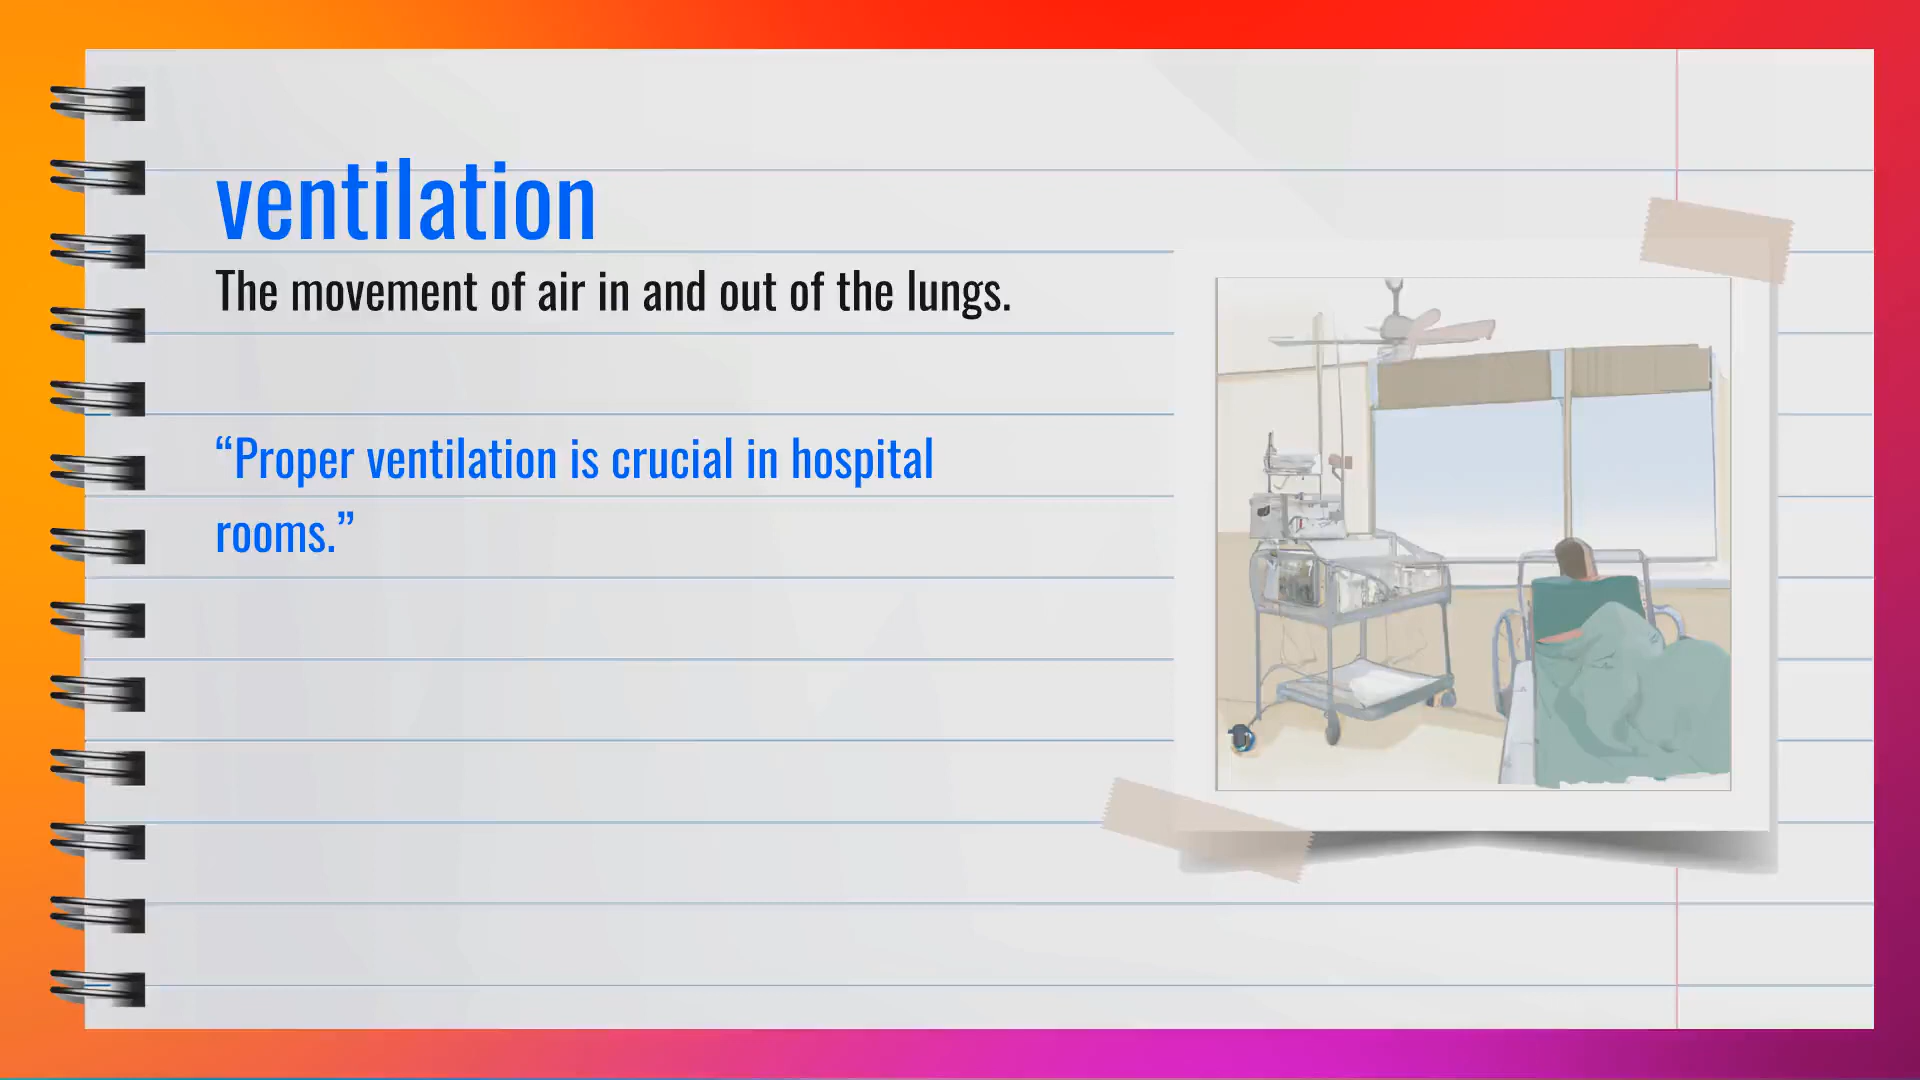 ventilation
The movement of air in and out of the lungs.
“Proper ventilation is crucial in hospital
rooms.”